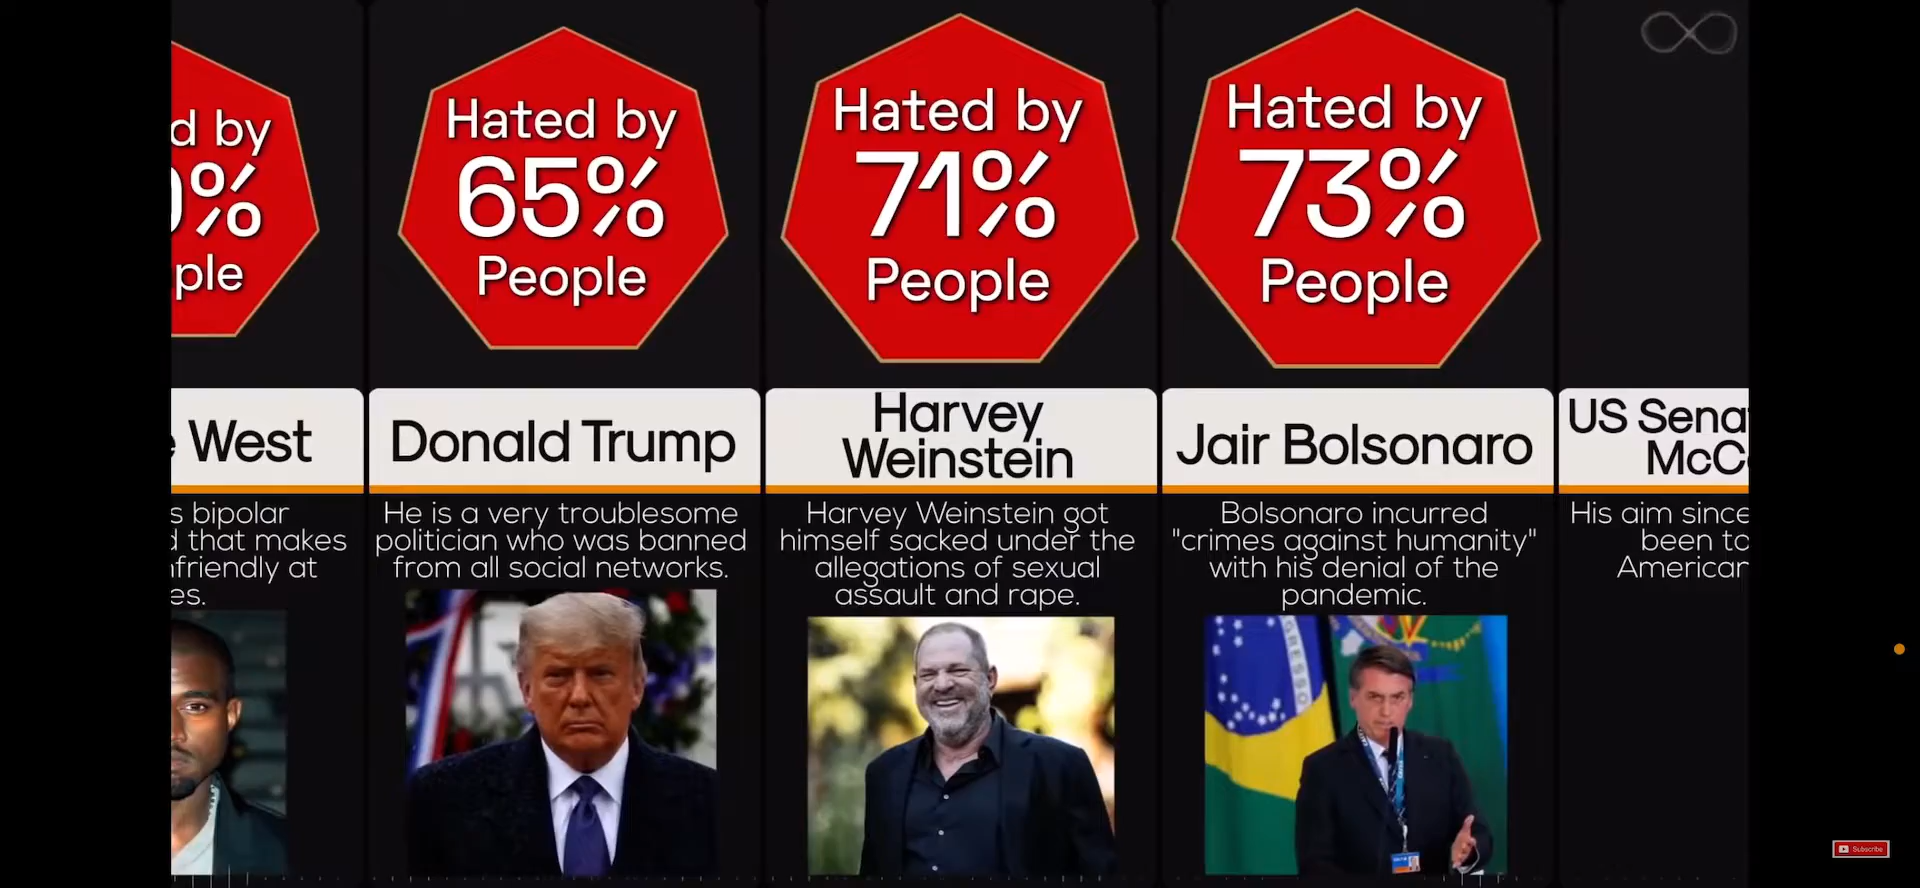 d by
%
ple
e West
s bipolar
d that makes
nfriendly at
es.
Hated by
65%
People
Donald Trump
He is a very troublesome
politician who was banned
from all social networks.
Hated by
71%
People
Harvey
Weinstein
Harvey Weinstein got
himself sacked under the
allegations of sexual
assault and rape.
Hated by
73%
People
Jair Bolsonaro
Bolsonaro incurred
"crimes against humanity"
with his denial of the
pandemic.
US Sena
McC
His aim since
been to
American
Subscribe